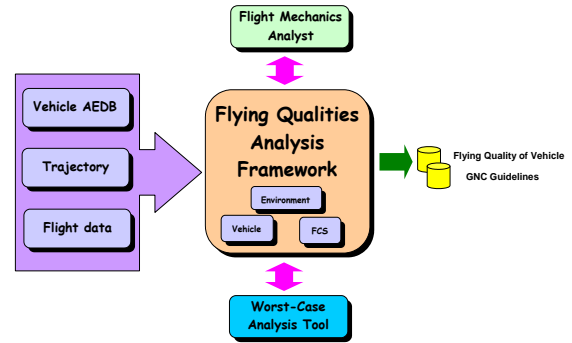 Flight Mechanics
Analyst
Vehicle AEDB
Trajectory
Flight data
Flying Qualities
Analysis
Framework
Environment
Vehicle
FCS
Flying Quality of Vehicle
GNC Guidelines
Worst-Case
Analysis Tool